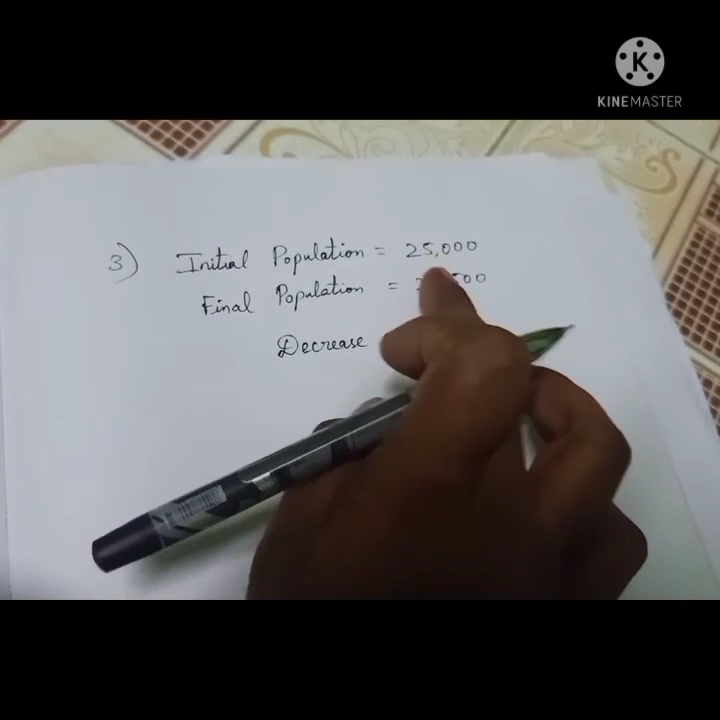 K
KINEMASTER
3) Initial Population = 25,000
Final Population =
Decrease